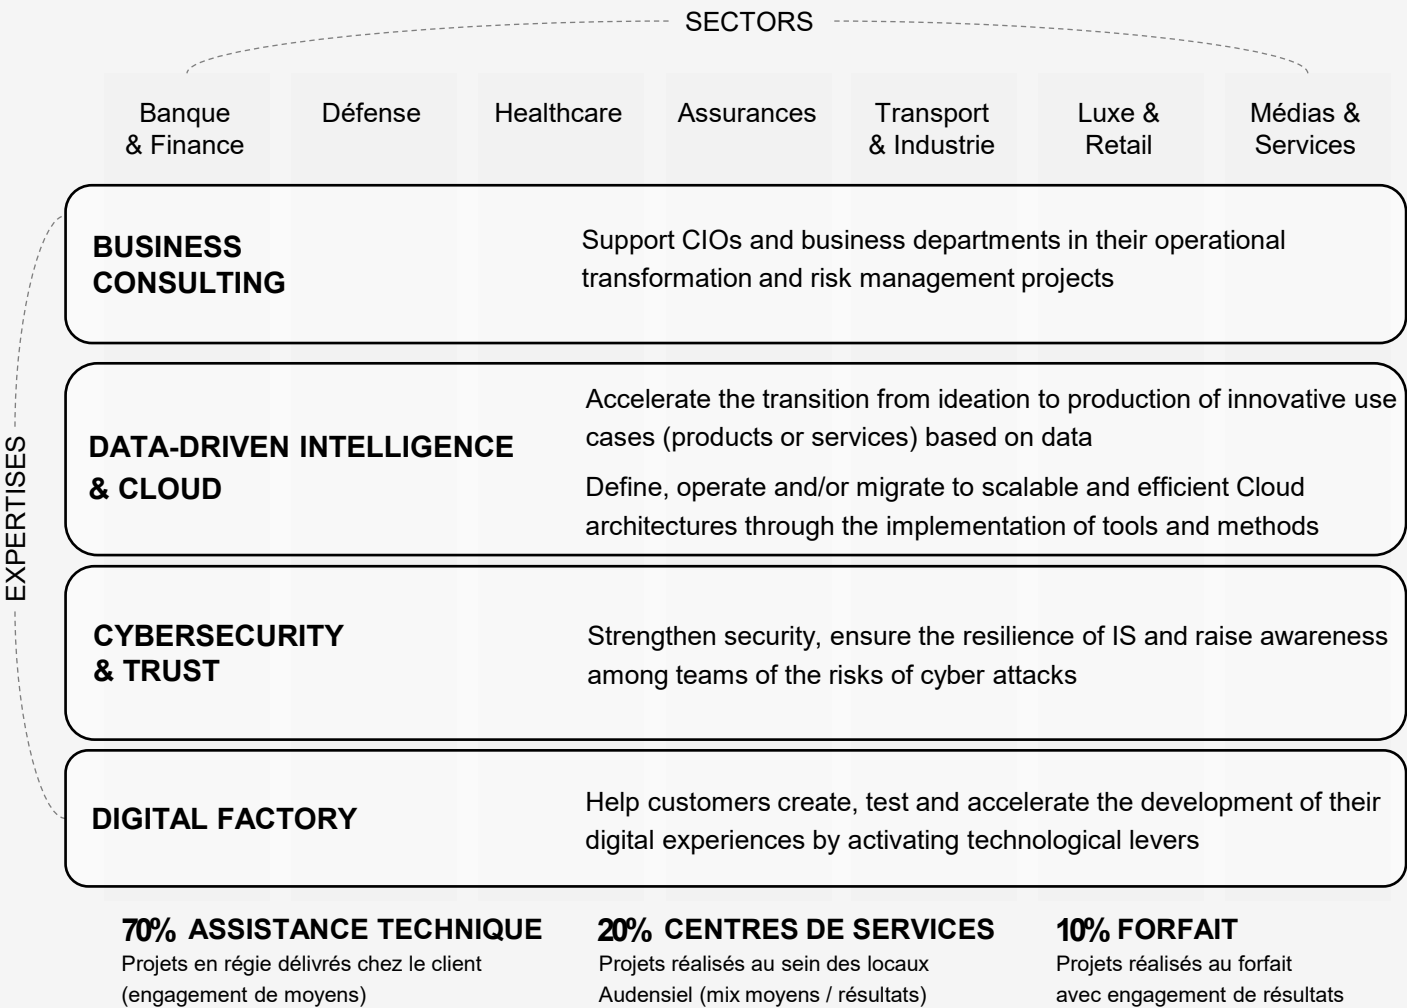 SECTORS
Banque
& Finance
Défense
Healthcare
Assurances
Transport
& Industrie
Luxe &
Retail
Médias &
Services
EXPERTISES
BUSINESS
CONSULTING
Support CIOs and business departments in their operational
transformation and risk management projects
DATA-DRIVEN INTELLIGENCE
& CLOUD
Accelerate the transition from ideation to production of innovative use
cases (products or services) based on data
Define, operate and/or migrate to scalable and efficient Cloud
architectures through the implementation of tools and methods
CYBERSECURITY
& TRUST
Strengthen security, ensure the resilience of IS and raise awareness
among teams of the risks of cyber attacks
DIGITAL FACTORY
Help customers create, test and accelerate the development of their
digital experiences by activating technological levers
70% ASSISTANCE TECHNIQUE
Projets en régie délivrés chez le client
(engagement de moyens)
20% CENTRES DE SERVICES
Projets réalisés au sein des locaux
Audensiel (mix moyens / résultats)
10% FORFAIT
Projets réalisés au forfait
avec engagement de résultats